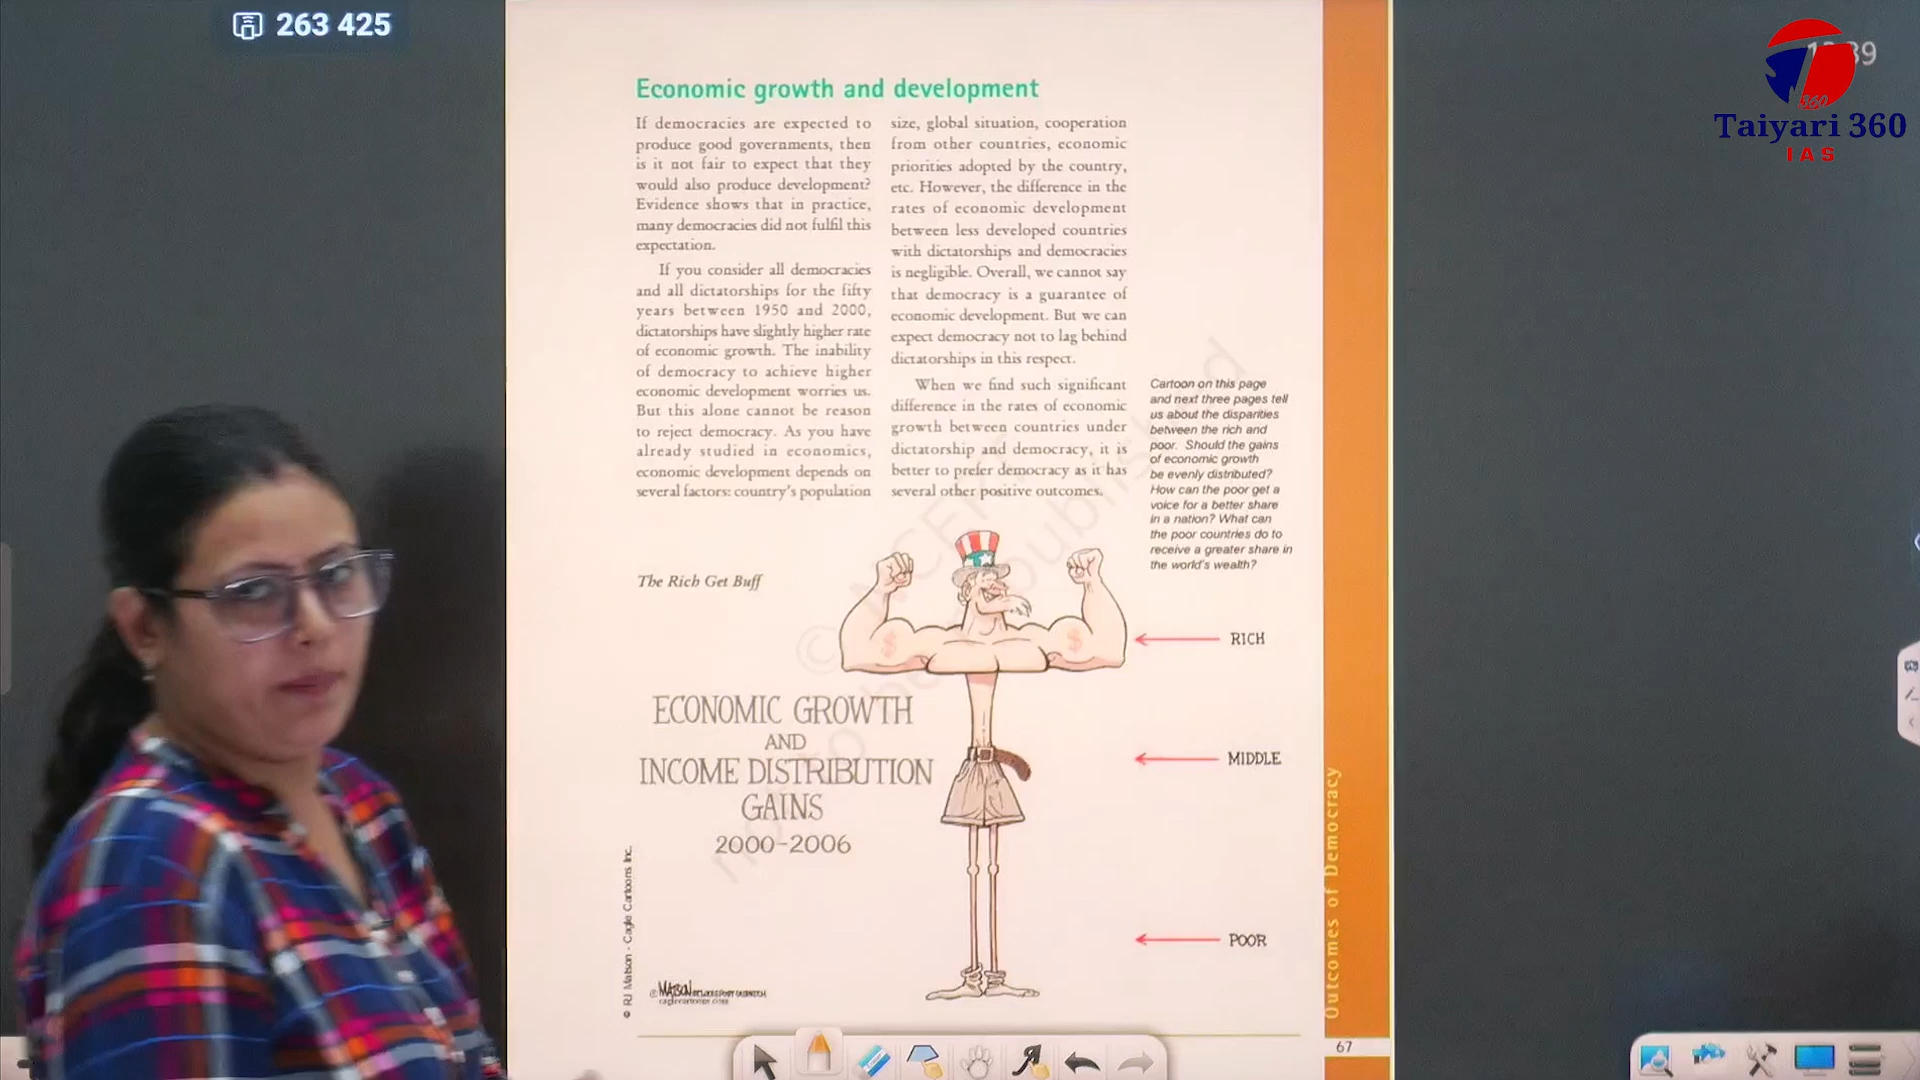 263 425
Taiyari 360
IAS
Economic growth and development
If democracies are expected to
produce good governments, then
is it not fair to expect that they
would also produce development?
Evidence shows that in practice,
many democracies did not fulfil this
expectation.
If you consider all democracies
and all dictatorships for the fifty
years between 1950 and 2000,
dictatorships have slightly higher rate
of economic growth. The inability
of democracy to achieve higher
economic development worries us.
But this alone cannot be reason
to reject democracy. As you have
already studied in economics,
economic development depends on
several factors: country's population
size, global situation, cooperation
from other countries, economic
priorities adopted by the country,
etc. However, the difference in the
rates of economic development
between less developed countries
with dictatorships and democracies
is negligible. Overall, we cannot say
that democracy is a guarantee of
economic development. But we can
expect democracy not to lag behind
dictatorships in this respect.
When we find such significant
difference in the rates of economic
growth between countries under
dictatorship and democracy, it is
better to prefer democracy as it has
several other positive outcomes.
Cartoon on this page
and next three pages tell
us about the disparities
between the rich and
poor. Should the gains
of economic growth
be evenly distributed?
How can the poor get a
voice for a better share
in a nation? What can
the poor countries do to
receive a greater share in
the world's wealth?
The Rich Get Buff
$ $
RICH
ECONOMIC GROWTH
AND
INCOME DISTRIBUTION
GAINS
2000-2006
MIDDLE
POOR
© RJ Matson - Cagle Cartoons Inc.
Outcomes of Democracy
67